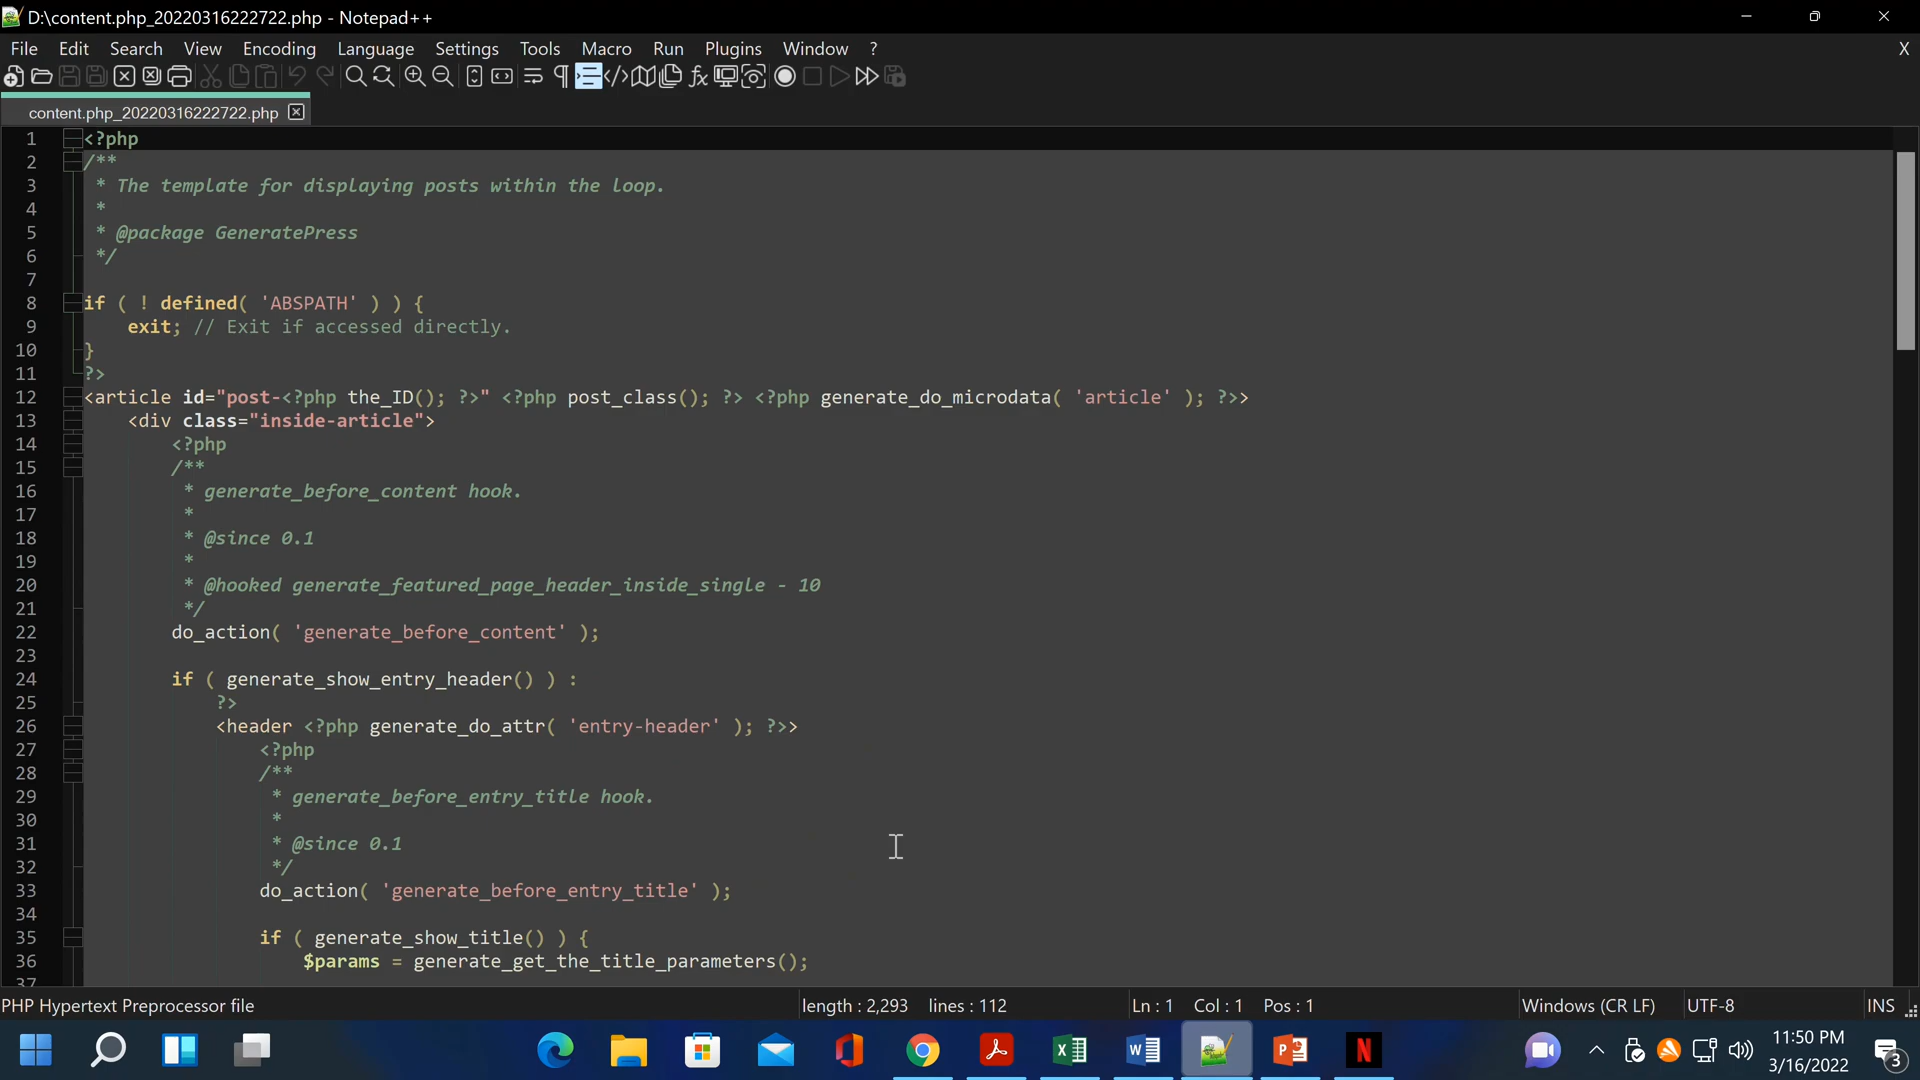 D:\content.php_20220316222722.php - Notepad++
File Edit Search View Encoding Language Settings Tools Macro Run Plugins Window ? X
content.php_20220316222722.php
1 <?php
2 /**
3 * The template for displaying posts within the loop.
4 *
5 * @package GeneratePress
6 */
7
8 if ( ! defined( 'ABSPATH' ) ) {
9 exit; // Exit if accessed directly.
10 }
11 ?>
12 <article id="post-<?php the_ID(); ?>" <?php post_class(); ?> <?php generate_do_microdata( 'article' ); ?>>
13 <div class="inside-article">
14 <?php
15 /**
16 * generate_before_content hook.
17 *
18 * @since 0.1
19 *
20 * @hooked generate_featured_page_header_inside_single - 10
21 */
22 do_action( 'generate_before_content' );
23
24 if ( generate_show_entry_header() ) :
25 ?>
26 <header <?php generate_do_attr( 'entry-header' ); ?>>
27 <?php
28 /**
29 * generate_before_entry_title hook.
30 *
31 * @since 0.1
32 */
33 do_action( 'generate_before_entry_title' );
34
35 if ( generate_show_title() ) {
36 $params = generate_get_the_title_parameters();
37
PHP Hypertext Preprocessor file length : 2,293 lines : 112 Ln : 1 Col : 1 Pos : 1 Windows (CR LF) UTF-8 INS
11:50 PM
3/16/2022
3